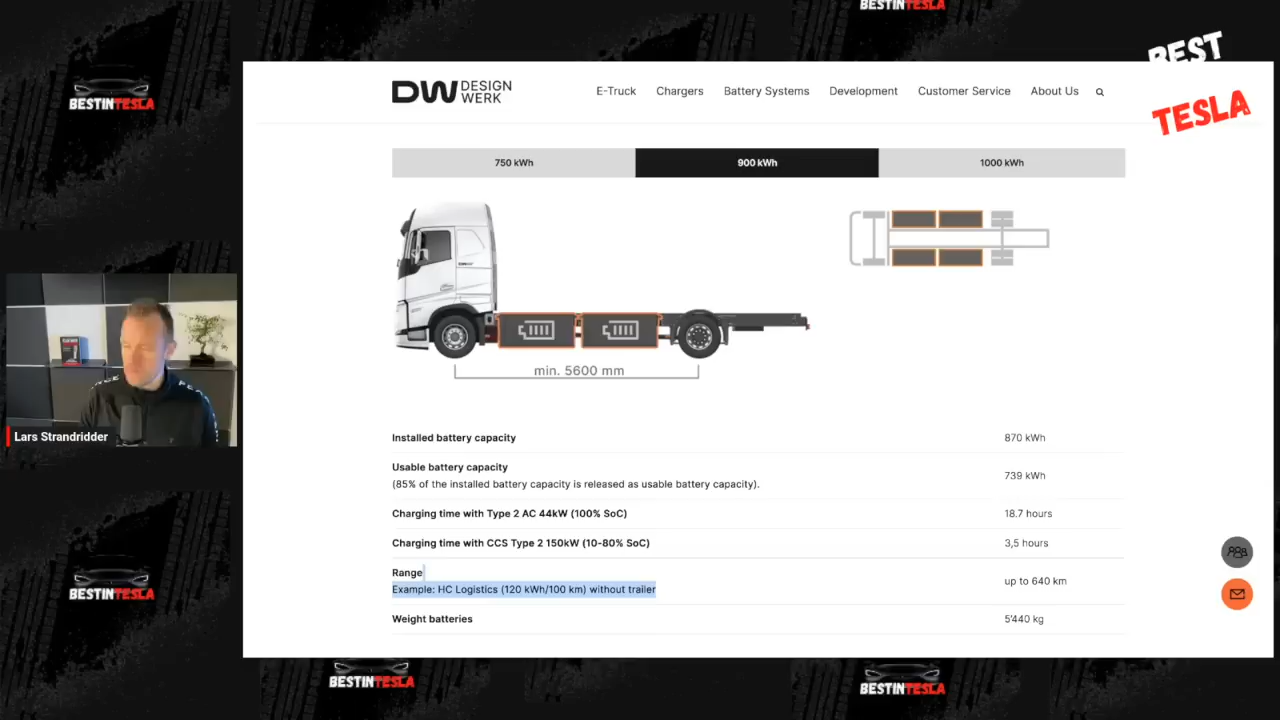 BESTINTESLA
BEST
TESLA
BESTINTESLA
DW DESIGN
WERK
E-Truck Chargers Battery Systems Development Customer Service About Us
750 kWh 900 kWh 1000 kWh
min. 5600 mm
Installed battery capacity 870 kWh
Usable battery capacity
(85% of the installed battery capacity is released as usable battery capacity). 739 kWh
Charging time with Type 2 AC 44kW (100% SoC) 18.7 hours
Charging time with CCS Type 2 150kW (10-80% SoC) 3,5 hours
Range
Example: HC Logistics (120 kWh/100 km) without trailer up to 640 km
Weight batteries 5'440 kg
Lars Strandridder
BESTINTESLA
BESTINTESLA
BESTINTESLA